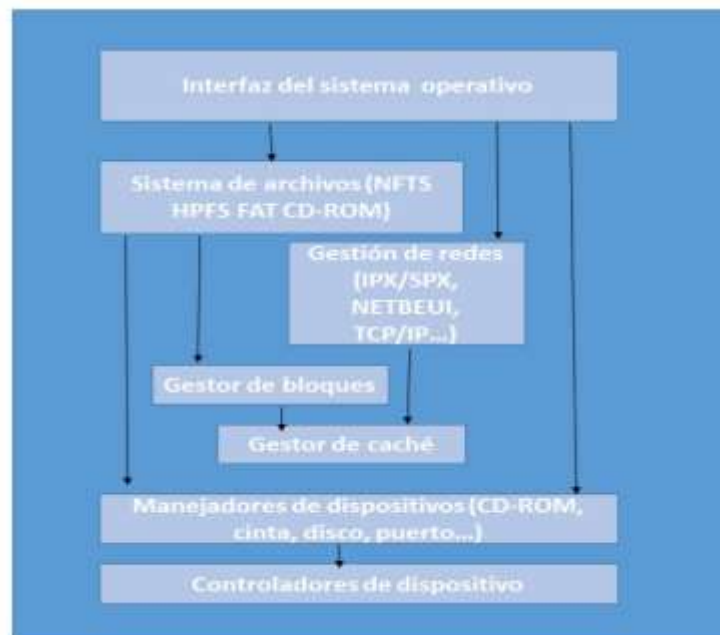 Interfaz del sistema operativo
Sistema de archivos (NFTS
HPFS FAT CD-ROM)
Gestión de redes
(IPX/SPX,
NETBEUI,
TCP/IP...)
Gestor de bloques
Gestor de caché
Manejadores de dispositivos (CD-ROM,
cinta, disco, puerto...)
Controladores de dispositivo